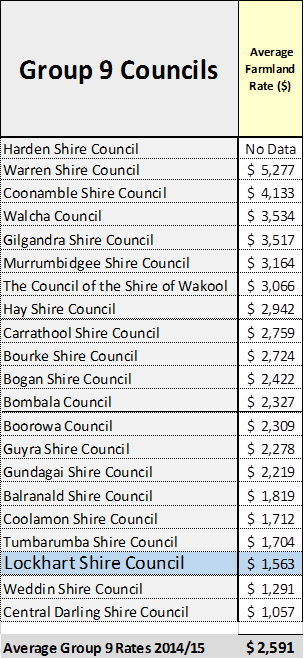 Group 9 Councils Average Farmland Rate ($)
Harden Shire Council No Data
Warren Shire Council $ 5,277
Coonamble Shire Council $ 4,133
Walcha Council $ 3,534
Gilgandra Shire Council $ 3,517
Murrumbidgee Shire Council $ 3,164
The Council of the Shire of Wakool $ 3,066
Hay Shire Council $ 2,942
Carrathool Shire Council $ 2,759
Bourke Shire Council $ 2,724
Bogan Shire Council $ 2,422
Bombala Council $ 2,327
Boorowa Council $ 2,309
Guyra Shire Council $ 2,278
Gundagai Shire Council $ 2,219
Balranald Shire Council $ 1,819
Coolamon Shire Council $ 1,712
Tumbarumba Shire Council $ 1,704
Lockhart Shire Council $ 1,563
Weddin Shire Council $ 1,291
Central Darling Shire Council $ 1,057
Average Group 9 Rates 2014/15 $ 2,591